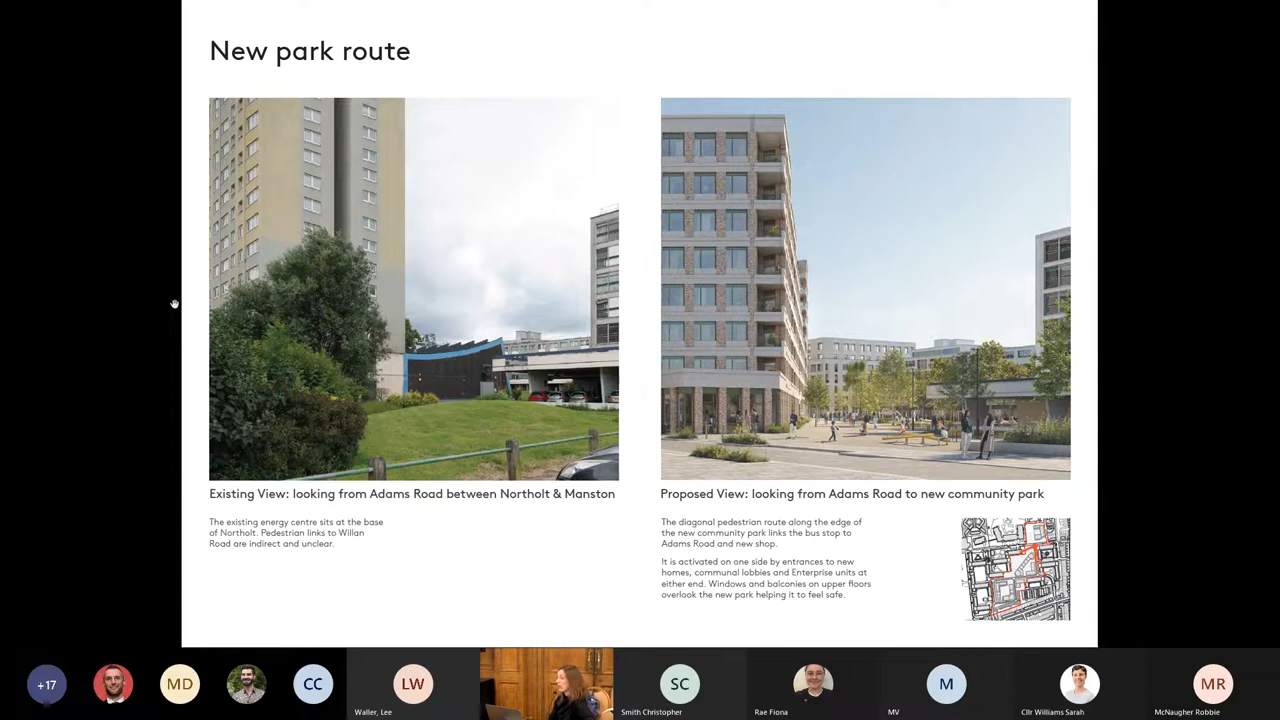 New park route
Existing View: looking from Adams Road between Northolt & Manston
The existing energy centre sits at the base
of Northolt. Pedestrian links to Willan
Road are indirect and unclear.
Proposed View: looking from Adams Road to new community park
The diagonal pedestrian route along the edge of
the new community park links the bus stop to
Adams Road and new shop.
It is activated on one side by entrances to new
homes, communal lobbies and Enterprise units at
either end. Windows and balconies on upper floors
overlook the new park helping it to feel safe.
+17
MD
CC
LW
Waller, Lee
SC
Smith Christopher
Rae Fiona
M
MV
Cllr Williams Sarah
MR
McNaugher Robbie